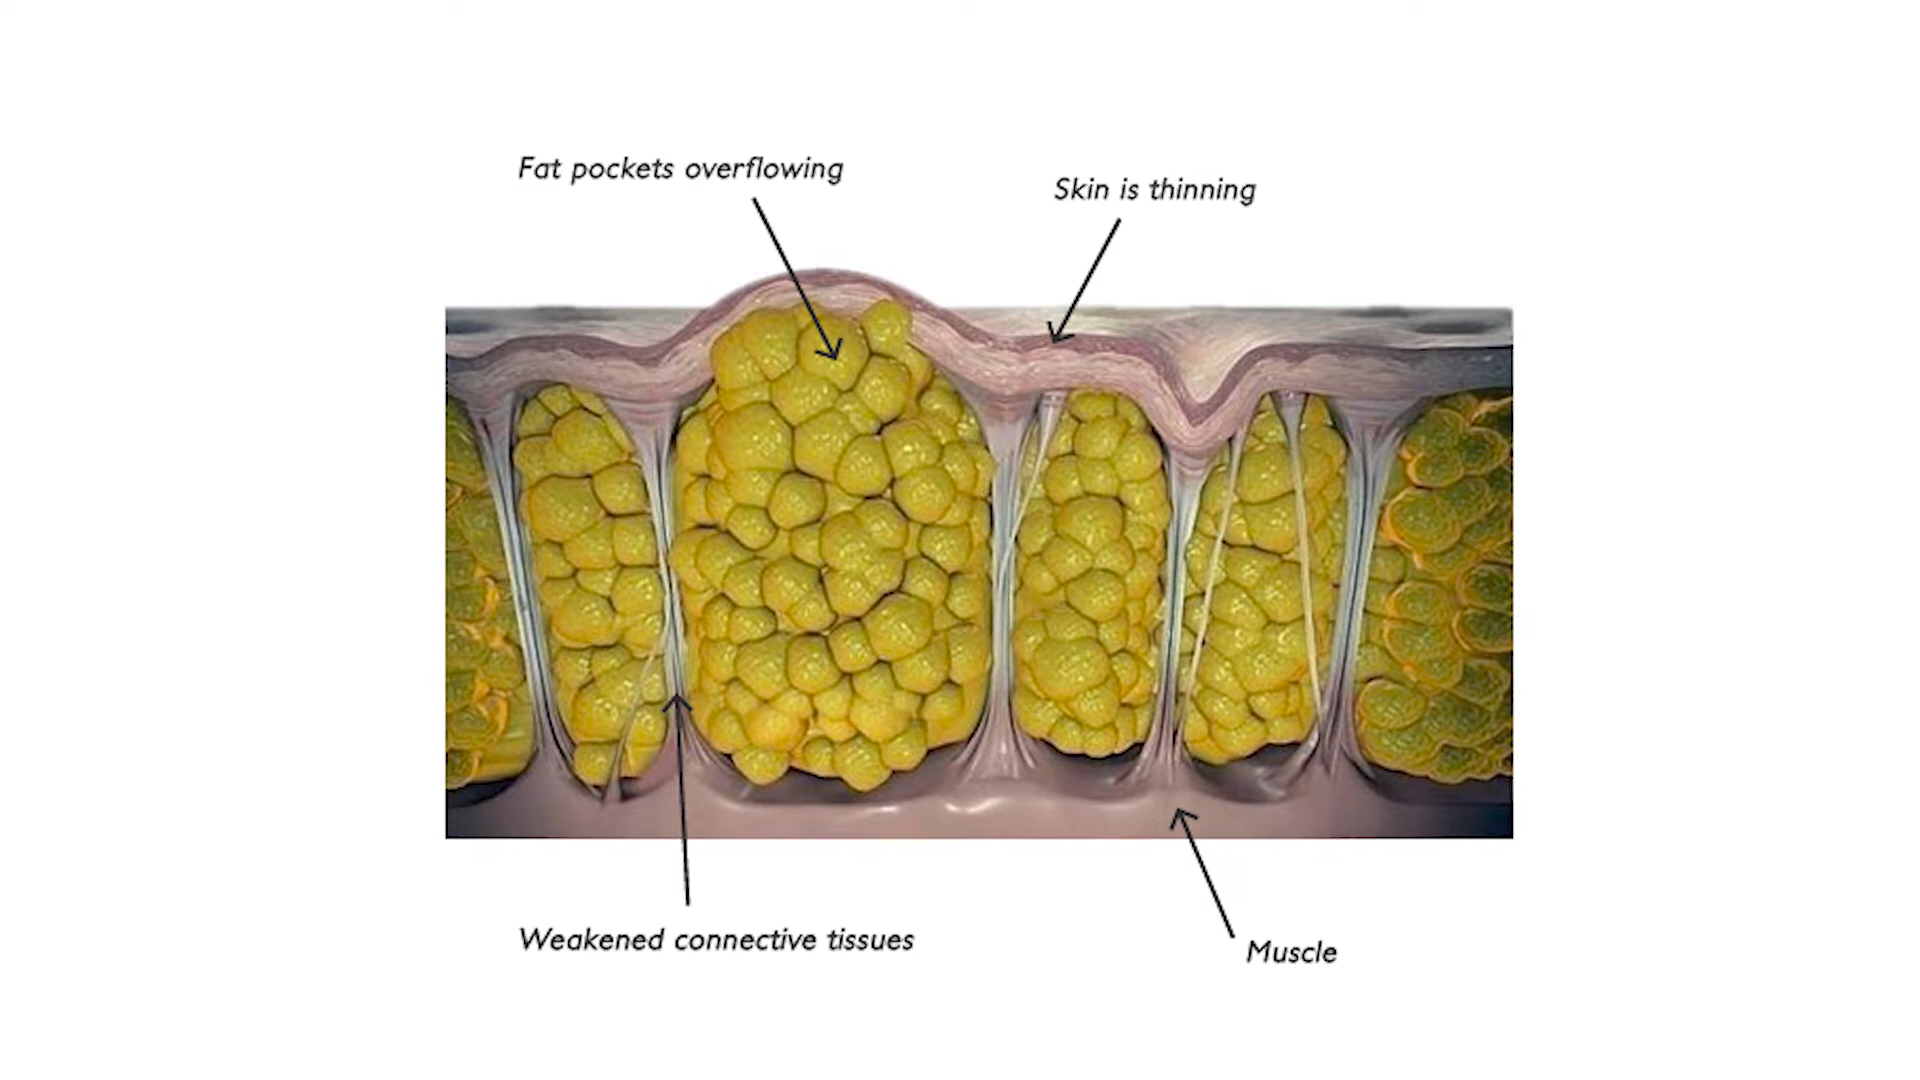 Fat pockets overflowing
Skin is thinning
Weakened connective tissues
Muscle